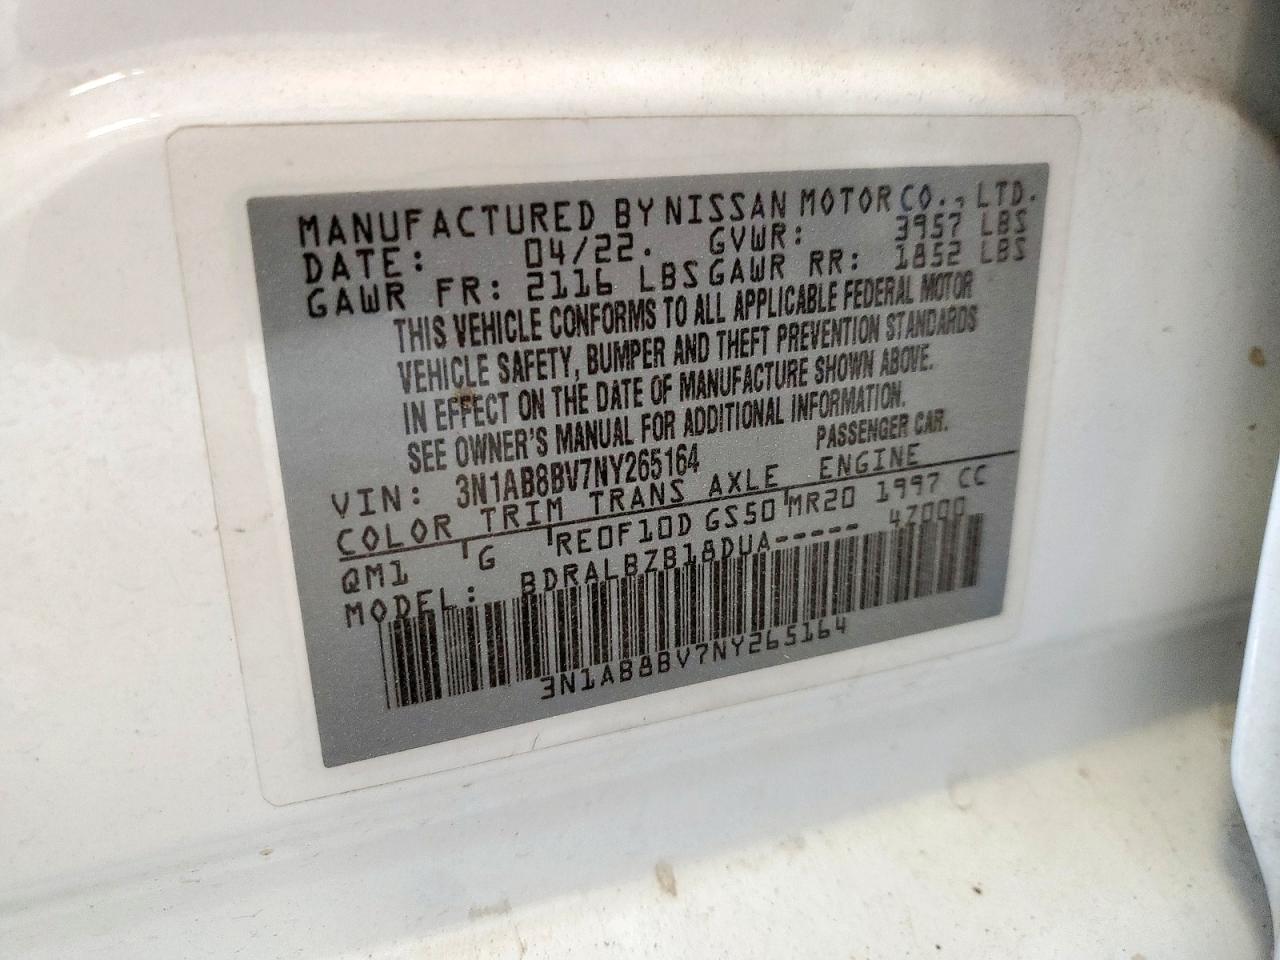 MANUFACTURED BY NISSAN MOTOR CO., LTD.
DATE: 04/22. GVWR: 3957 LBS
GAWR FR: 2116 LBS GAWR RR: 1852 LBS
THIS VEHICLE CONFORMS TO ALL APPLICABLE FEDERAL MOTOR
VEHICLE SAFETY, BUMPER AND THEFT PREVENTION STANDARDS
IN EFFECT ON THE DATE OF MANUFACTURE SHOWN ABOVE.
SEE OWNER'S MANUAL FOR ADDITIONAL INFORMATION.
VIN: 3N1AB8BV7NY265164 PASSENGER CAR.
COLOR TRIM TRANS AXLE ENGINE
QM1 G RE0F10D GS50 MR20 1997 CC
MODEL: BDRALBZB18DUA----- 47000
3N1AB8BV7NY265164